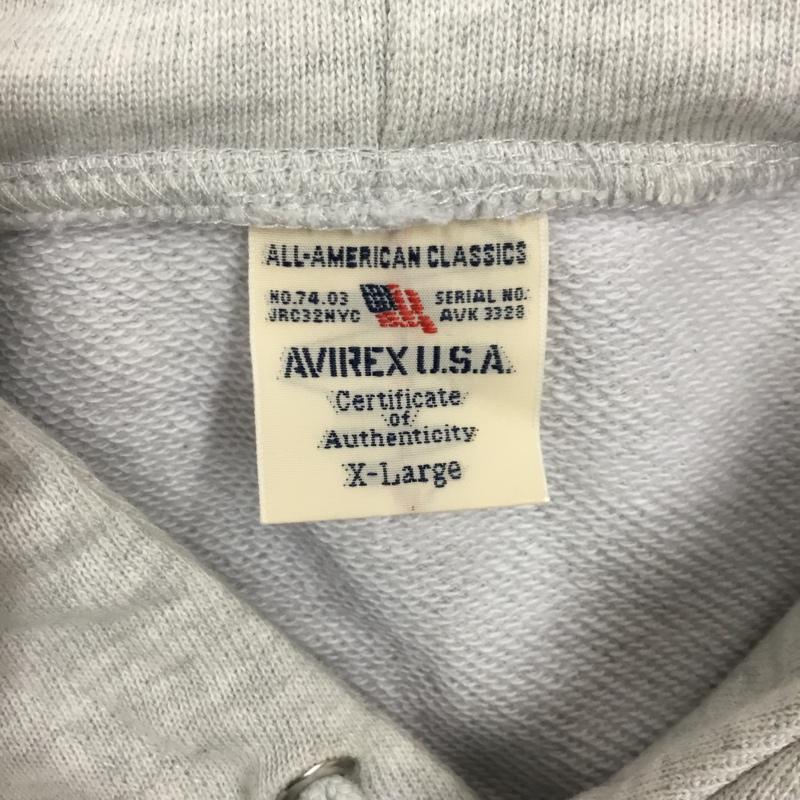 ALL-AMERICAN CLASSICS
NO.74.03
JRC32NYC
SERIAL NO.
AVK 3328
AVIREX U.S.A.
Certificate
of
Authenticity
X-Large